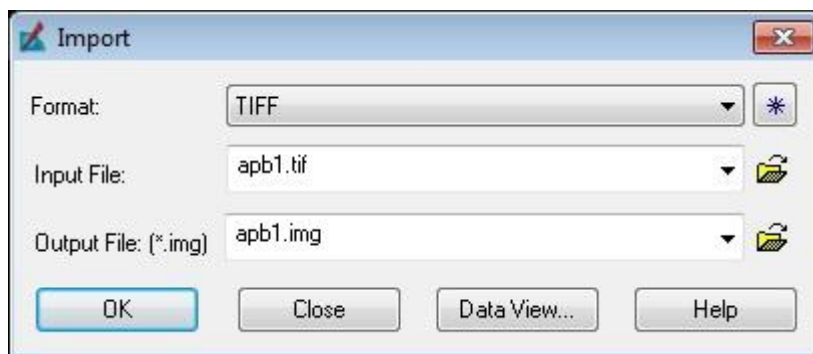 Import
Format: TIFF
Input File: apb1.tif
Output File: (*.img) apb1.img
OK Close Data View... Help